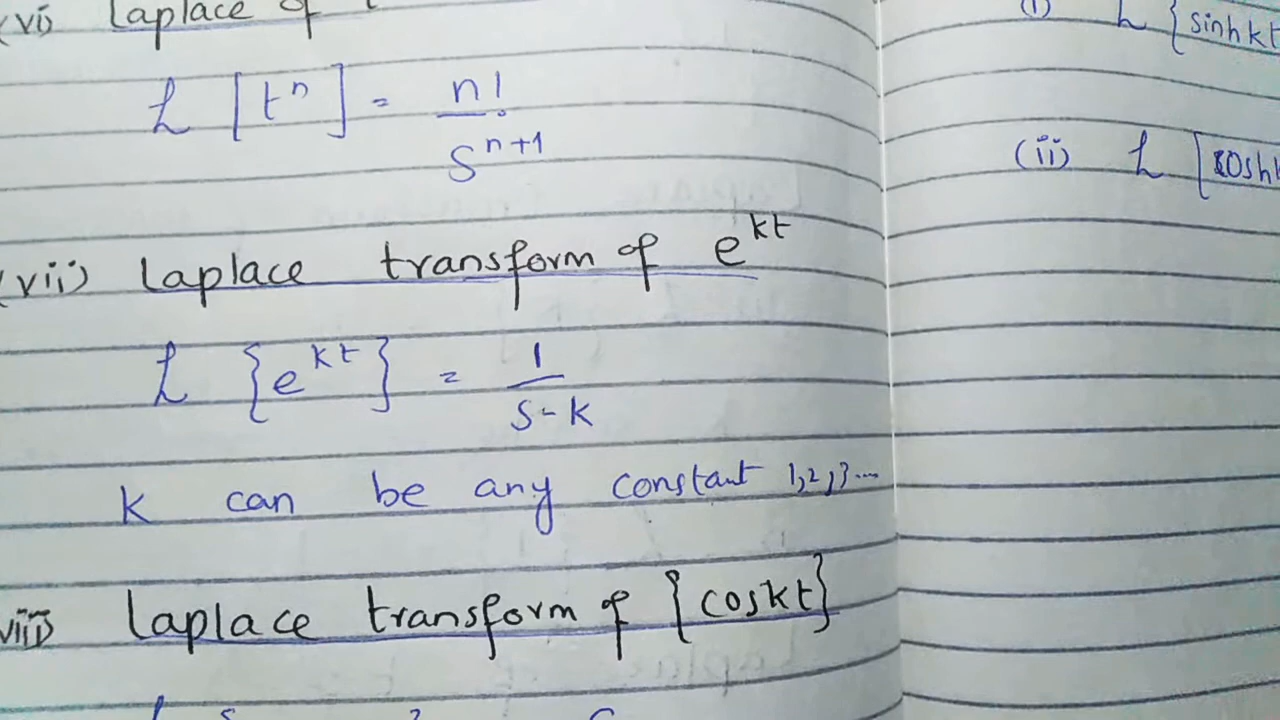 (vi) Laplace of
L [t^n] = n!/s^{n+1}
(vii) Laplace transform of e^{kt}
L {e^{kt}} = 1/s-k
k can be any constant 1,2,3...
viii) Laplace transform of {coskt}
(i) L {sinhkt
(ii) L [cosh